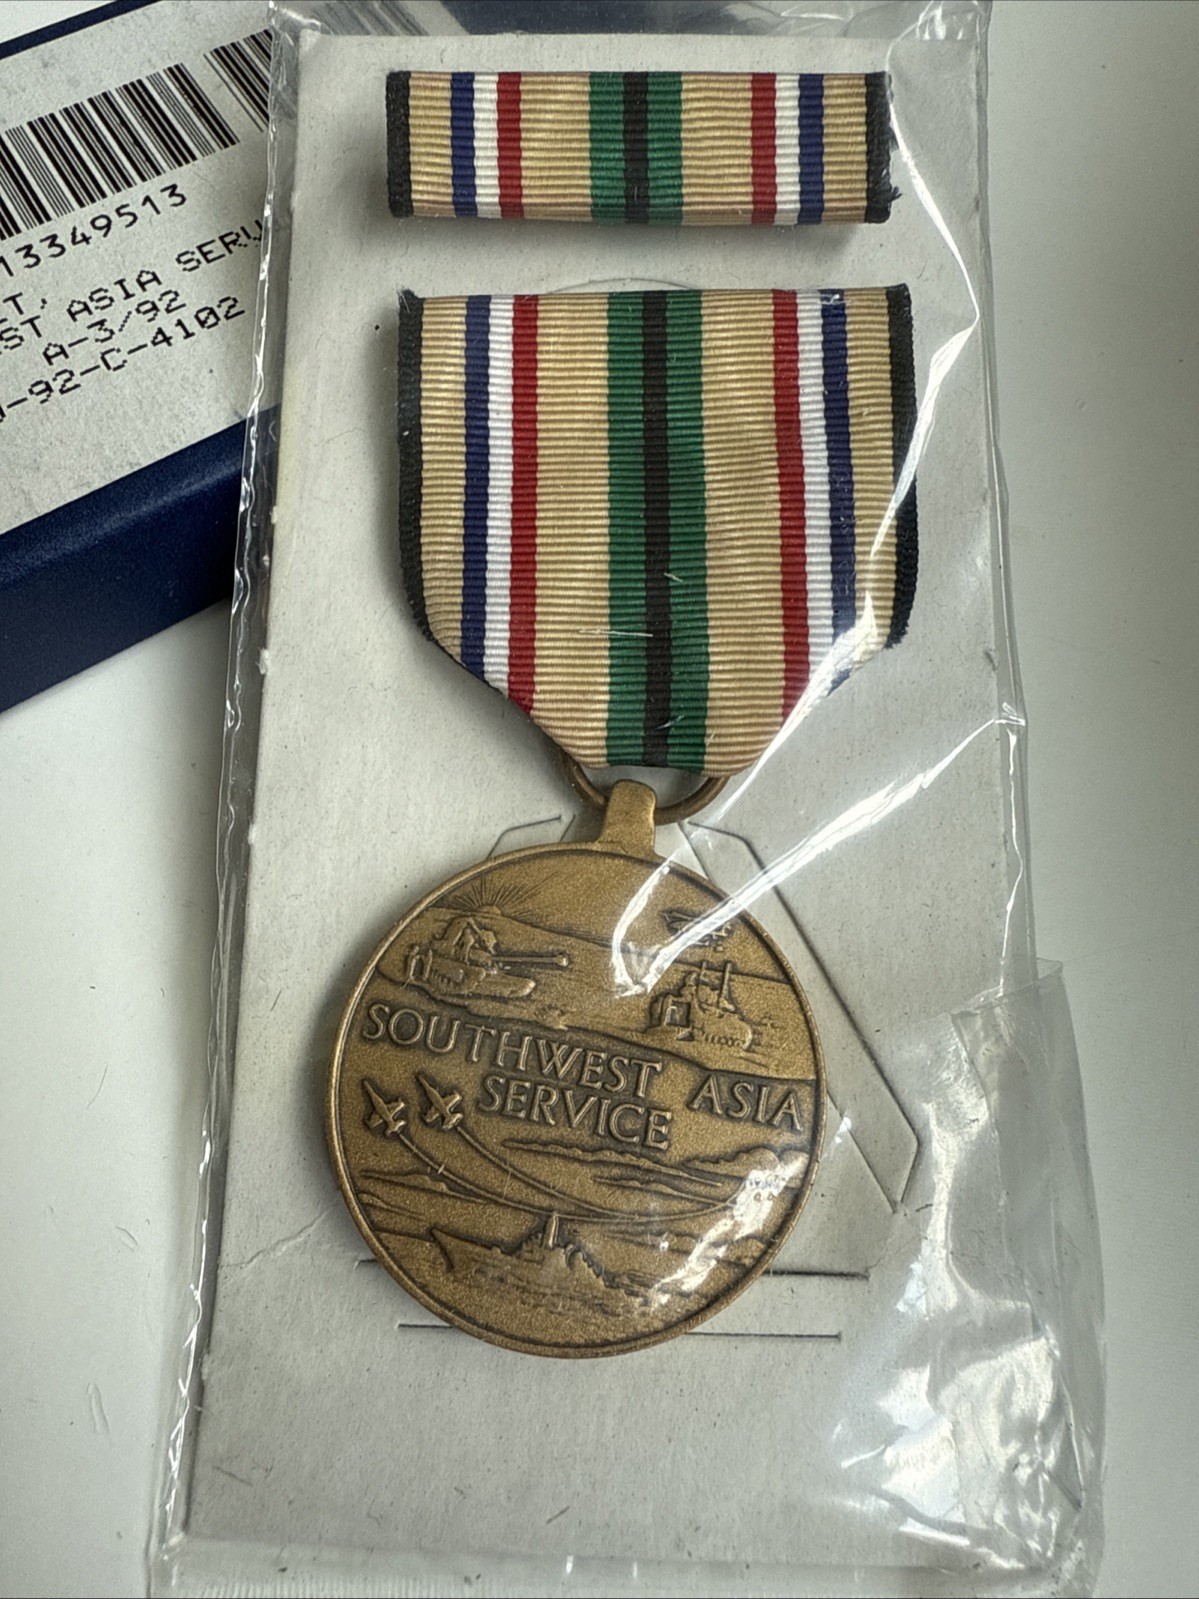 13349513
T,
ST ASIA SERV
A-3/92
-92-C-4102
SOUTHWEST ASIA
SERVICE